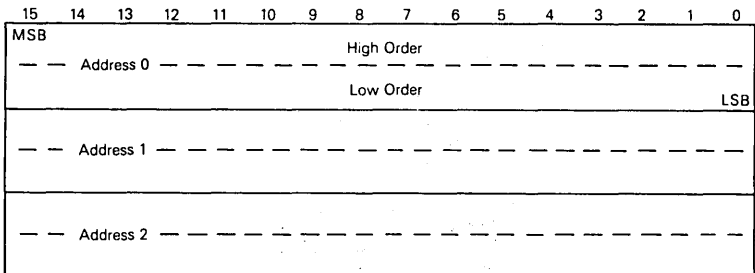 15 14 13 12 11 10 9 8 7 6 5 4 3 2 1 0
MSB
High Order
Address 0
Low Order
LSB
Address 1
Address 2